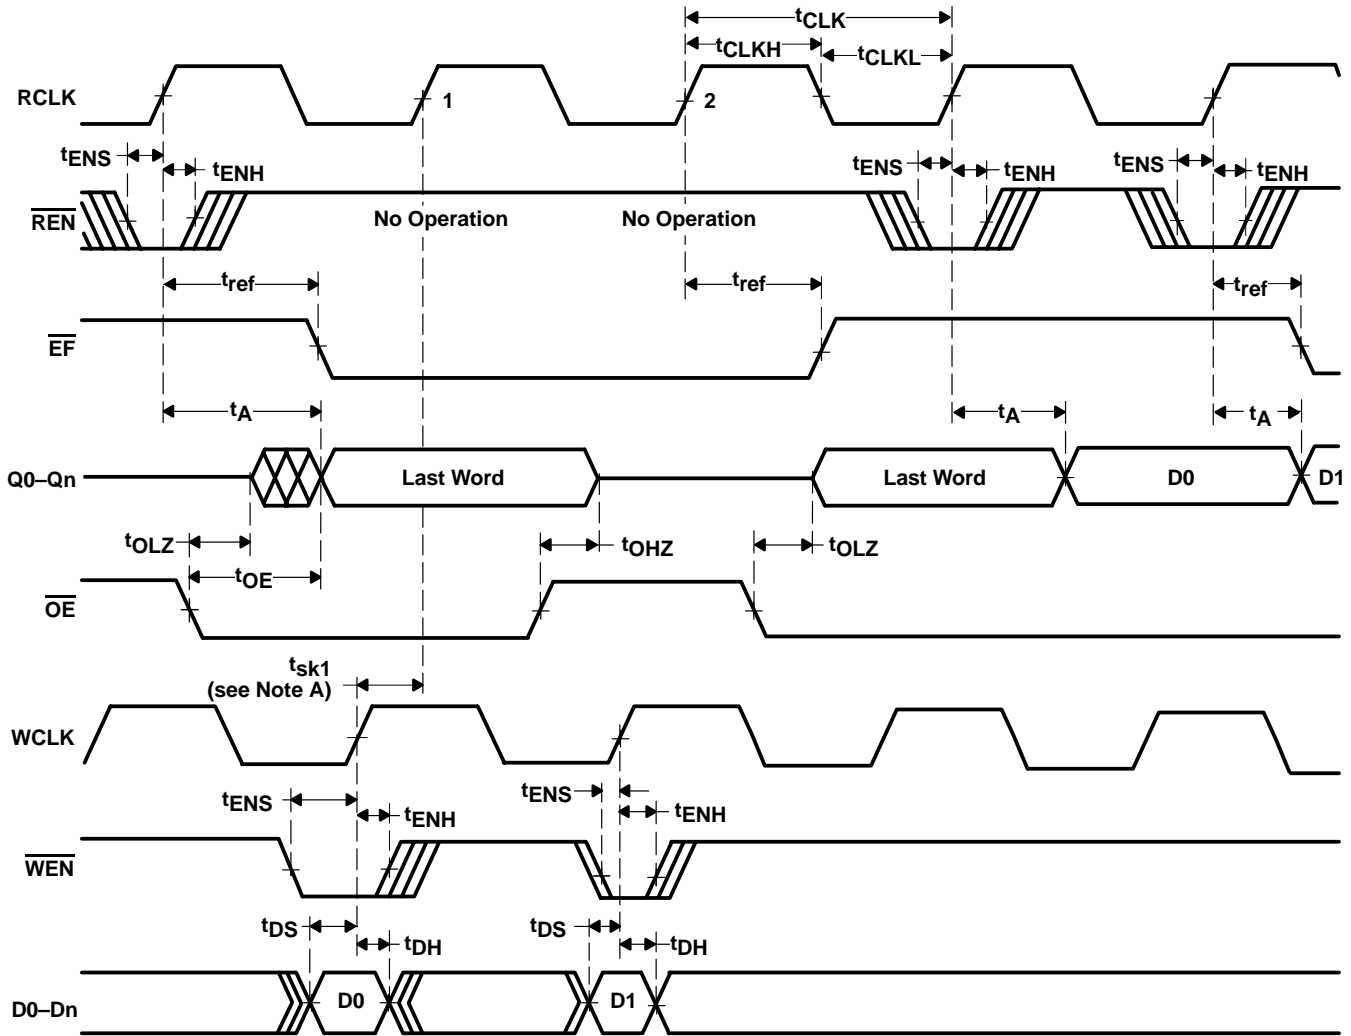 tCLK
tCLKH
tCLKL
RCLK
1
2
tENS
tENH
tENS
tENH
tENS
tENH
REN
No Operation
No Operation
tref
tref
tref
EF
tA
tA
tA
Q0–Qn
Last Word
Last Word
D0
D1
tOLZ
tOHZ
tOLZ
tOE
OE
tsk1
(see Note A)
WCLK
tENS
tENH
tENS
tENH
WEN
tDS
tDH
tDS
tDH
D0–Dn
D0
D1